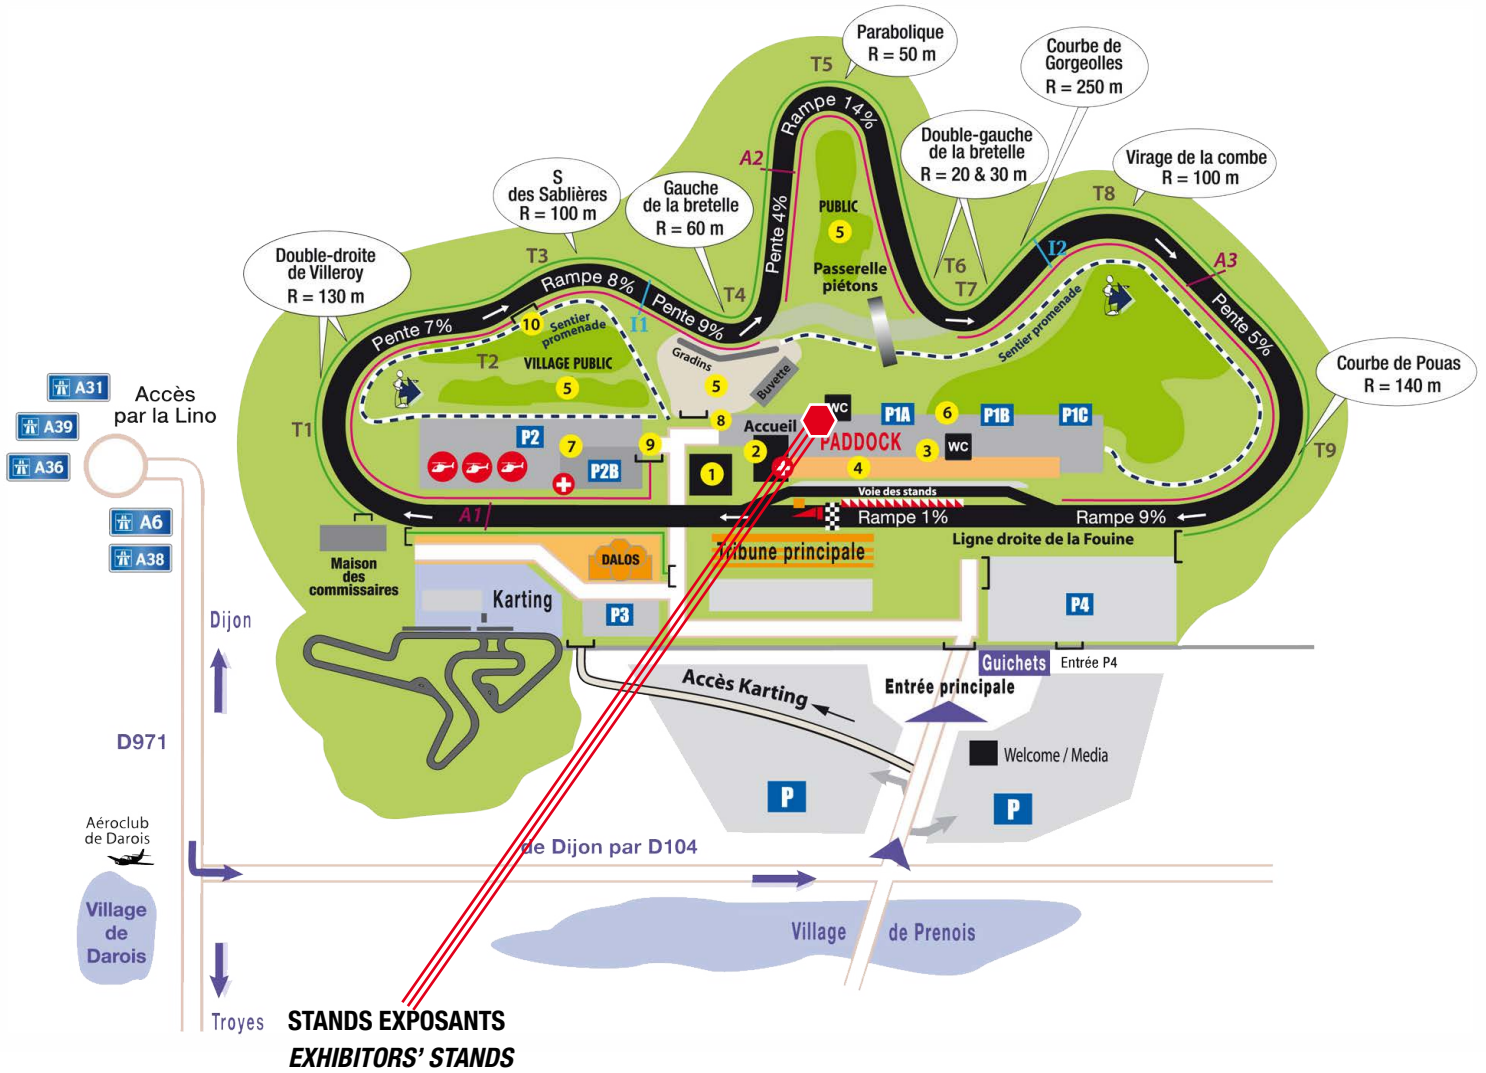 Parabolique
R = 50 m
T5
Courbe de
Gorgeolles
R = 250 m
Rampe 14%
Double-gauche
de la bretelle
R = 20 & 30 m
A2
Virage de la combe
R = 100 m
S
des Sablières
R = 100 m
Gauche
de la bretelle
R = 60 m
T8
PUBLIC
5
Pente 4%
Double-droite
de Villeroy
R = 130 m
T3
T6
T7
I2
A3
Passerelle
piétons
Rampe 8%
T4
Pente 9%
I1
Pente 7%
10
Sentier
promenade
Sentier promenade
Pente 5%
T2
VILLAGE PUBLIC
5
Gradins
5
Buvette
Courbe de Pouas
R = 140 m
A31
A39
A36
A6
A38
Accès
par la Lino
T1
8
WC
P1A
6
P1B
P1C
P2
7
9
P2B
Accueil
2
1
PADDOCK
3
WC
4
T9
Voie des stands
A1
Rampe 1%
Rampe 9%
Ligne droite de la Fouine
Tribune principale
DALOS
Maison
des
commissaires
Karting
P3
P4
Dijon
Guichets
Entrée P4
Accès Karting
Entrée principale
D971
Welcome / Media
P
P
Aéroclub
de Darois
de Dijon par D104
Village
de
Darois
Village de Prenois
Troyes
STANDS EXPOSANTS
EXHIBITORS' STANDS